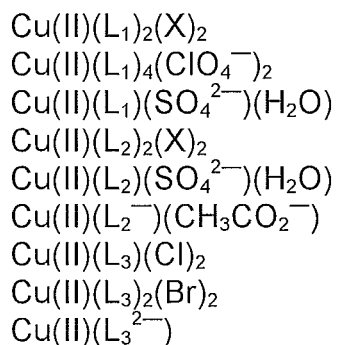 Cu(II)(L₁)₂(X)₂
Cu(II)(L₁)₄(ClO₄⁻)₂
Cu(II)(L₁)(SO₄²⁻)(H₂O)
Cu(II)(L₂)₂(X)₂
Cu(II)(L₂)(SO₄²⁻)(H₂O)
Cu(II)(L₂⁻)(CH₃CO₂⁻)
Cu(II)(L₃)(Cl)₂
Cu(II)(L₃)₂(Br)₂
Cu(II)(L₃²⁻)